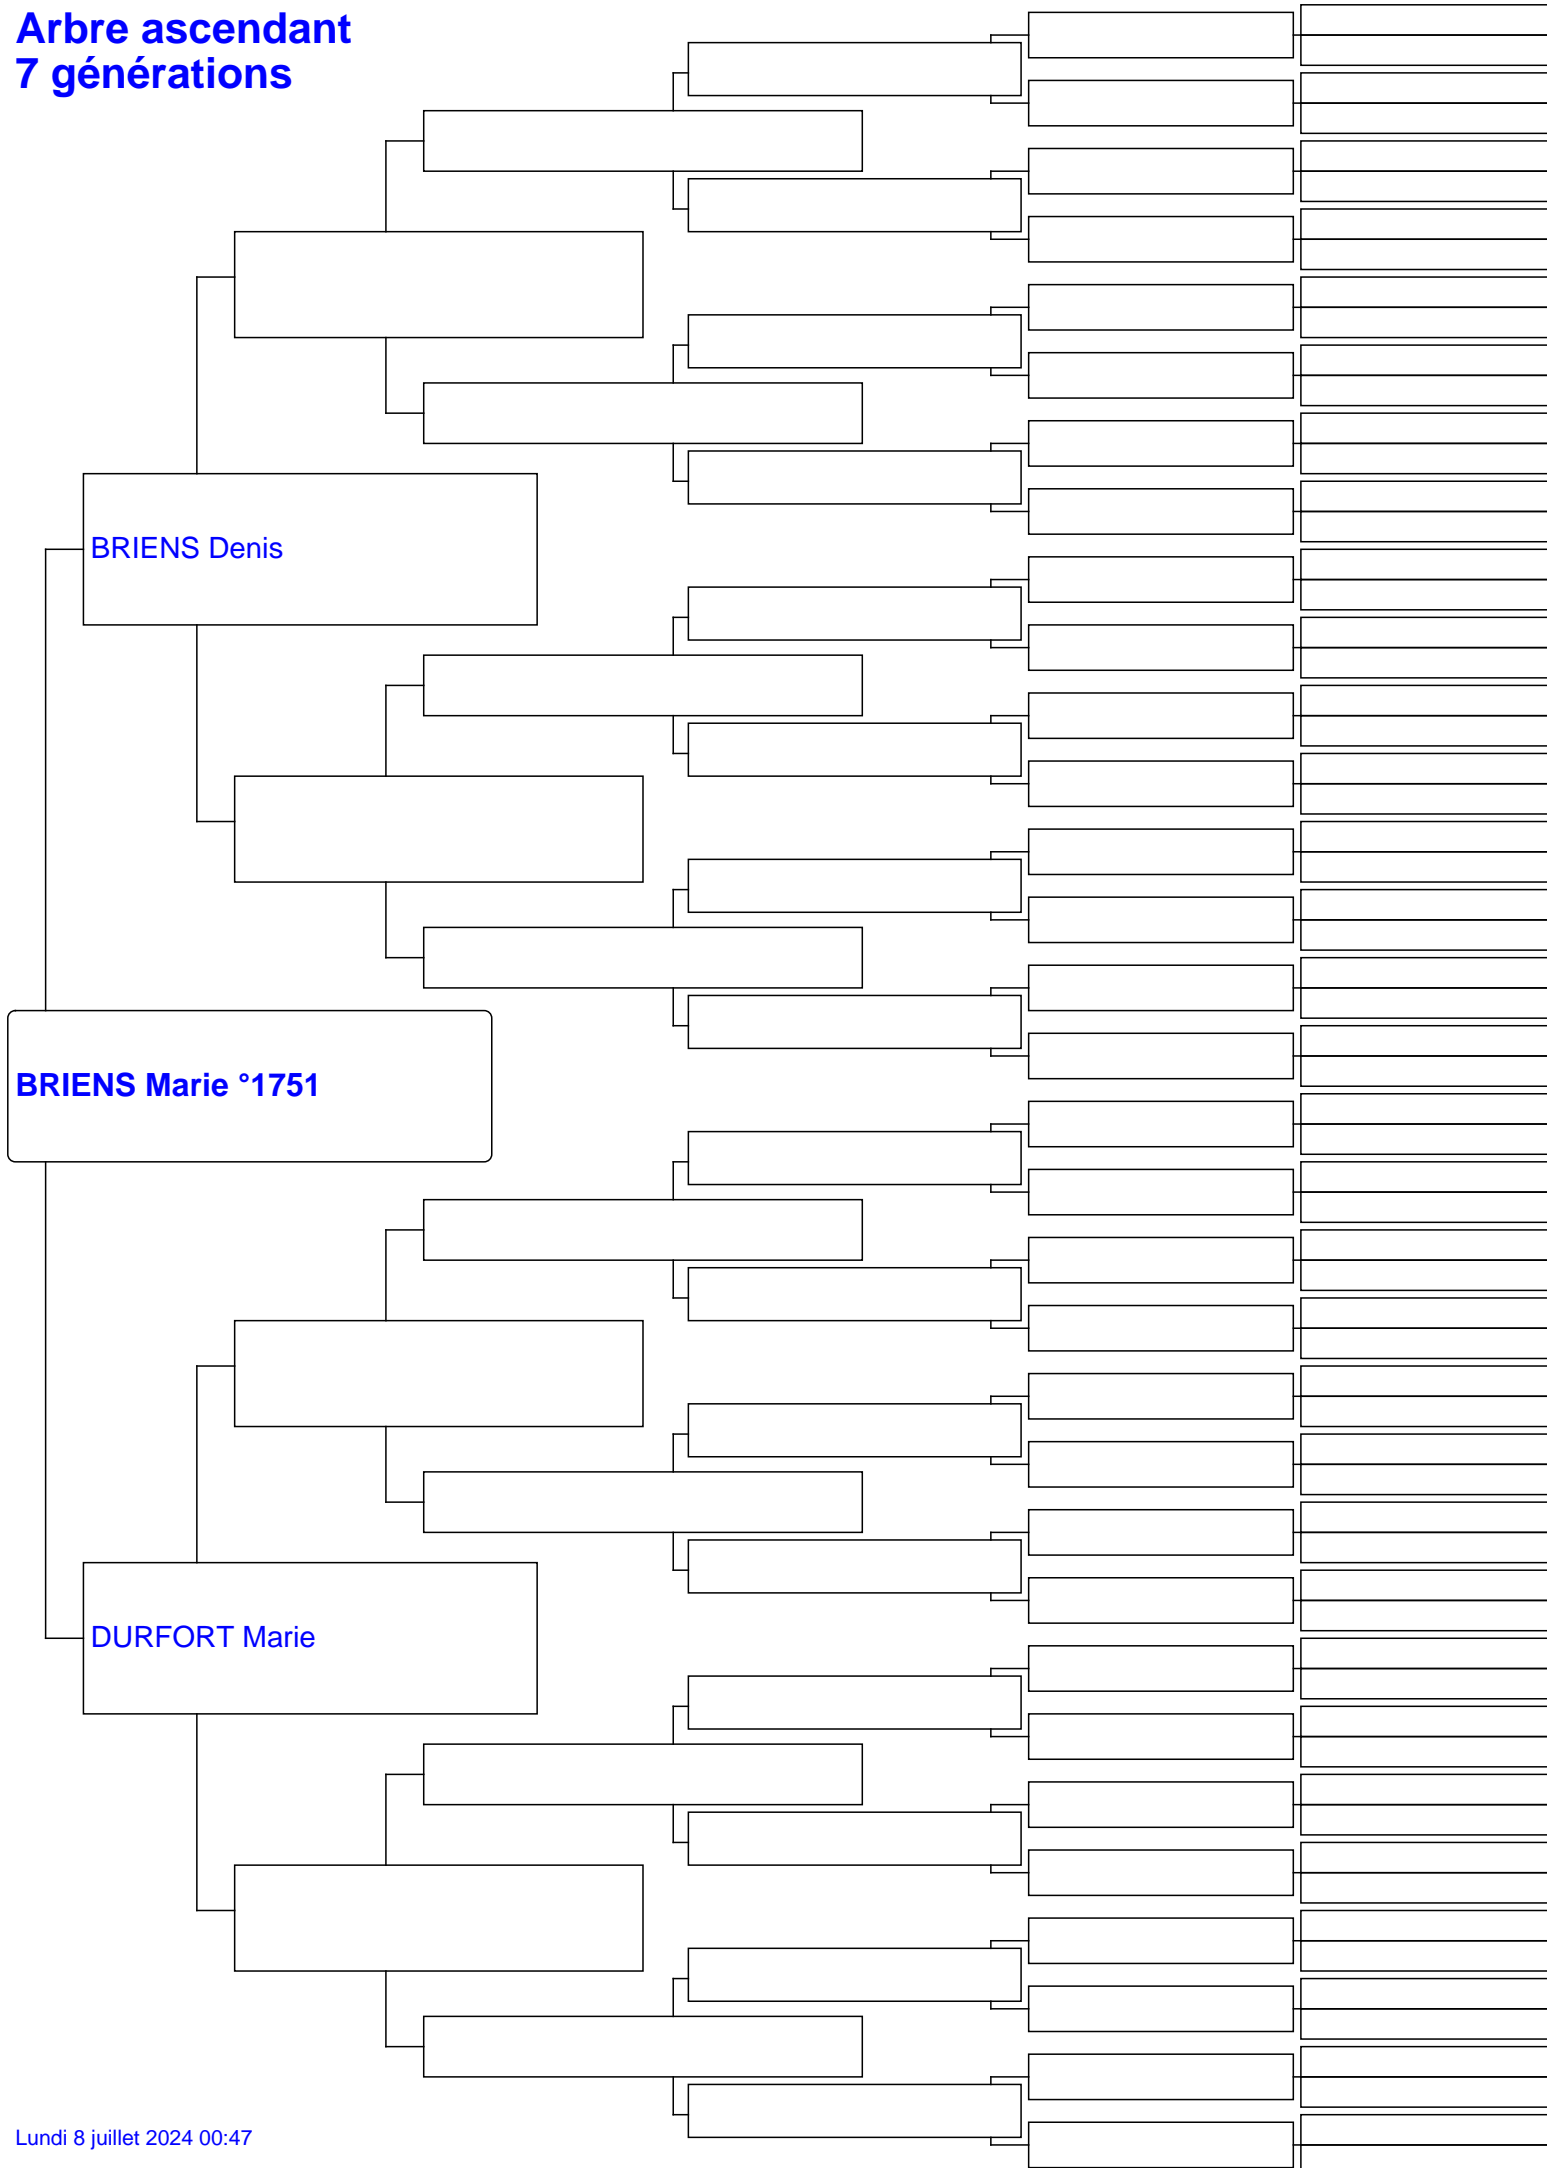 Arbre ascendant
7 générations
BRIENS Denis
BRIENS Marie °1751
DURFORT Marie
Lundi 8 juillet 2024 00:47